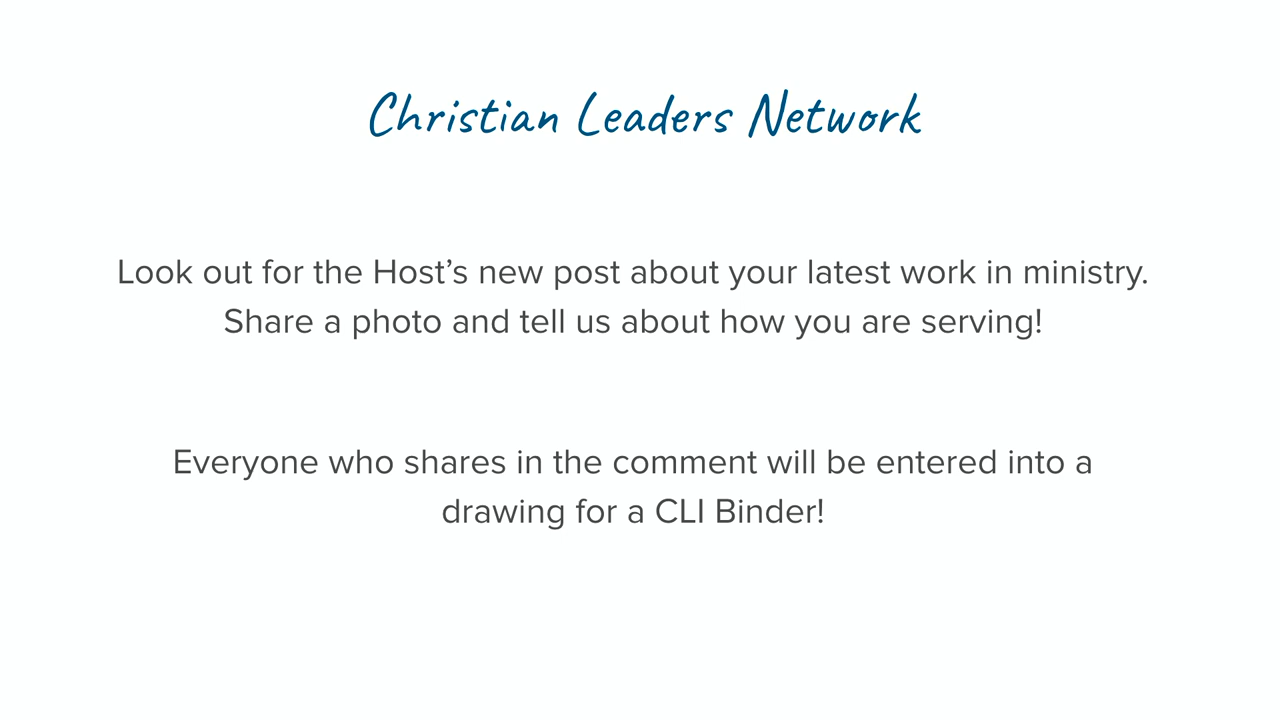 Christian Leaders Network
Look out for the Host’s new post about your latest work in ministry.
Share a photo and tell us about how you are serving!
Everyone who shares in the comment will be entered into a
drawing for a CLI Binder!